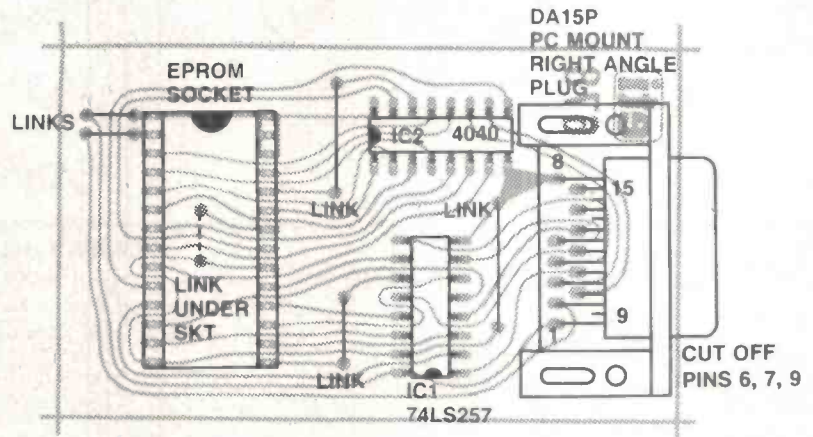 DA15P
PC MOUNT
RIGHT ANGLE
PLUG
EPROM
SOCKET
LINKS
IC2 4040
8
15
LINK
LINK
LINK
UNDER
SKT
9
1
LINK
IC1
74LS257
CUT OFF
PINS 6, 7, 9